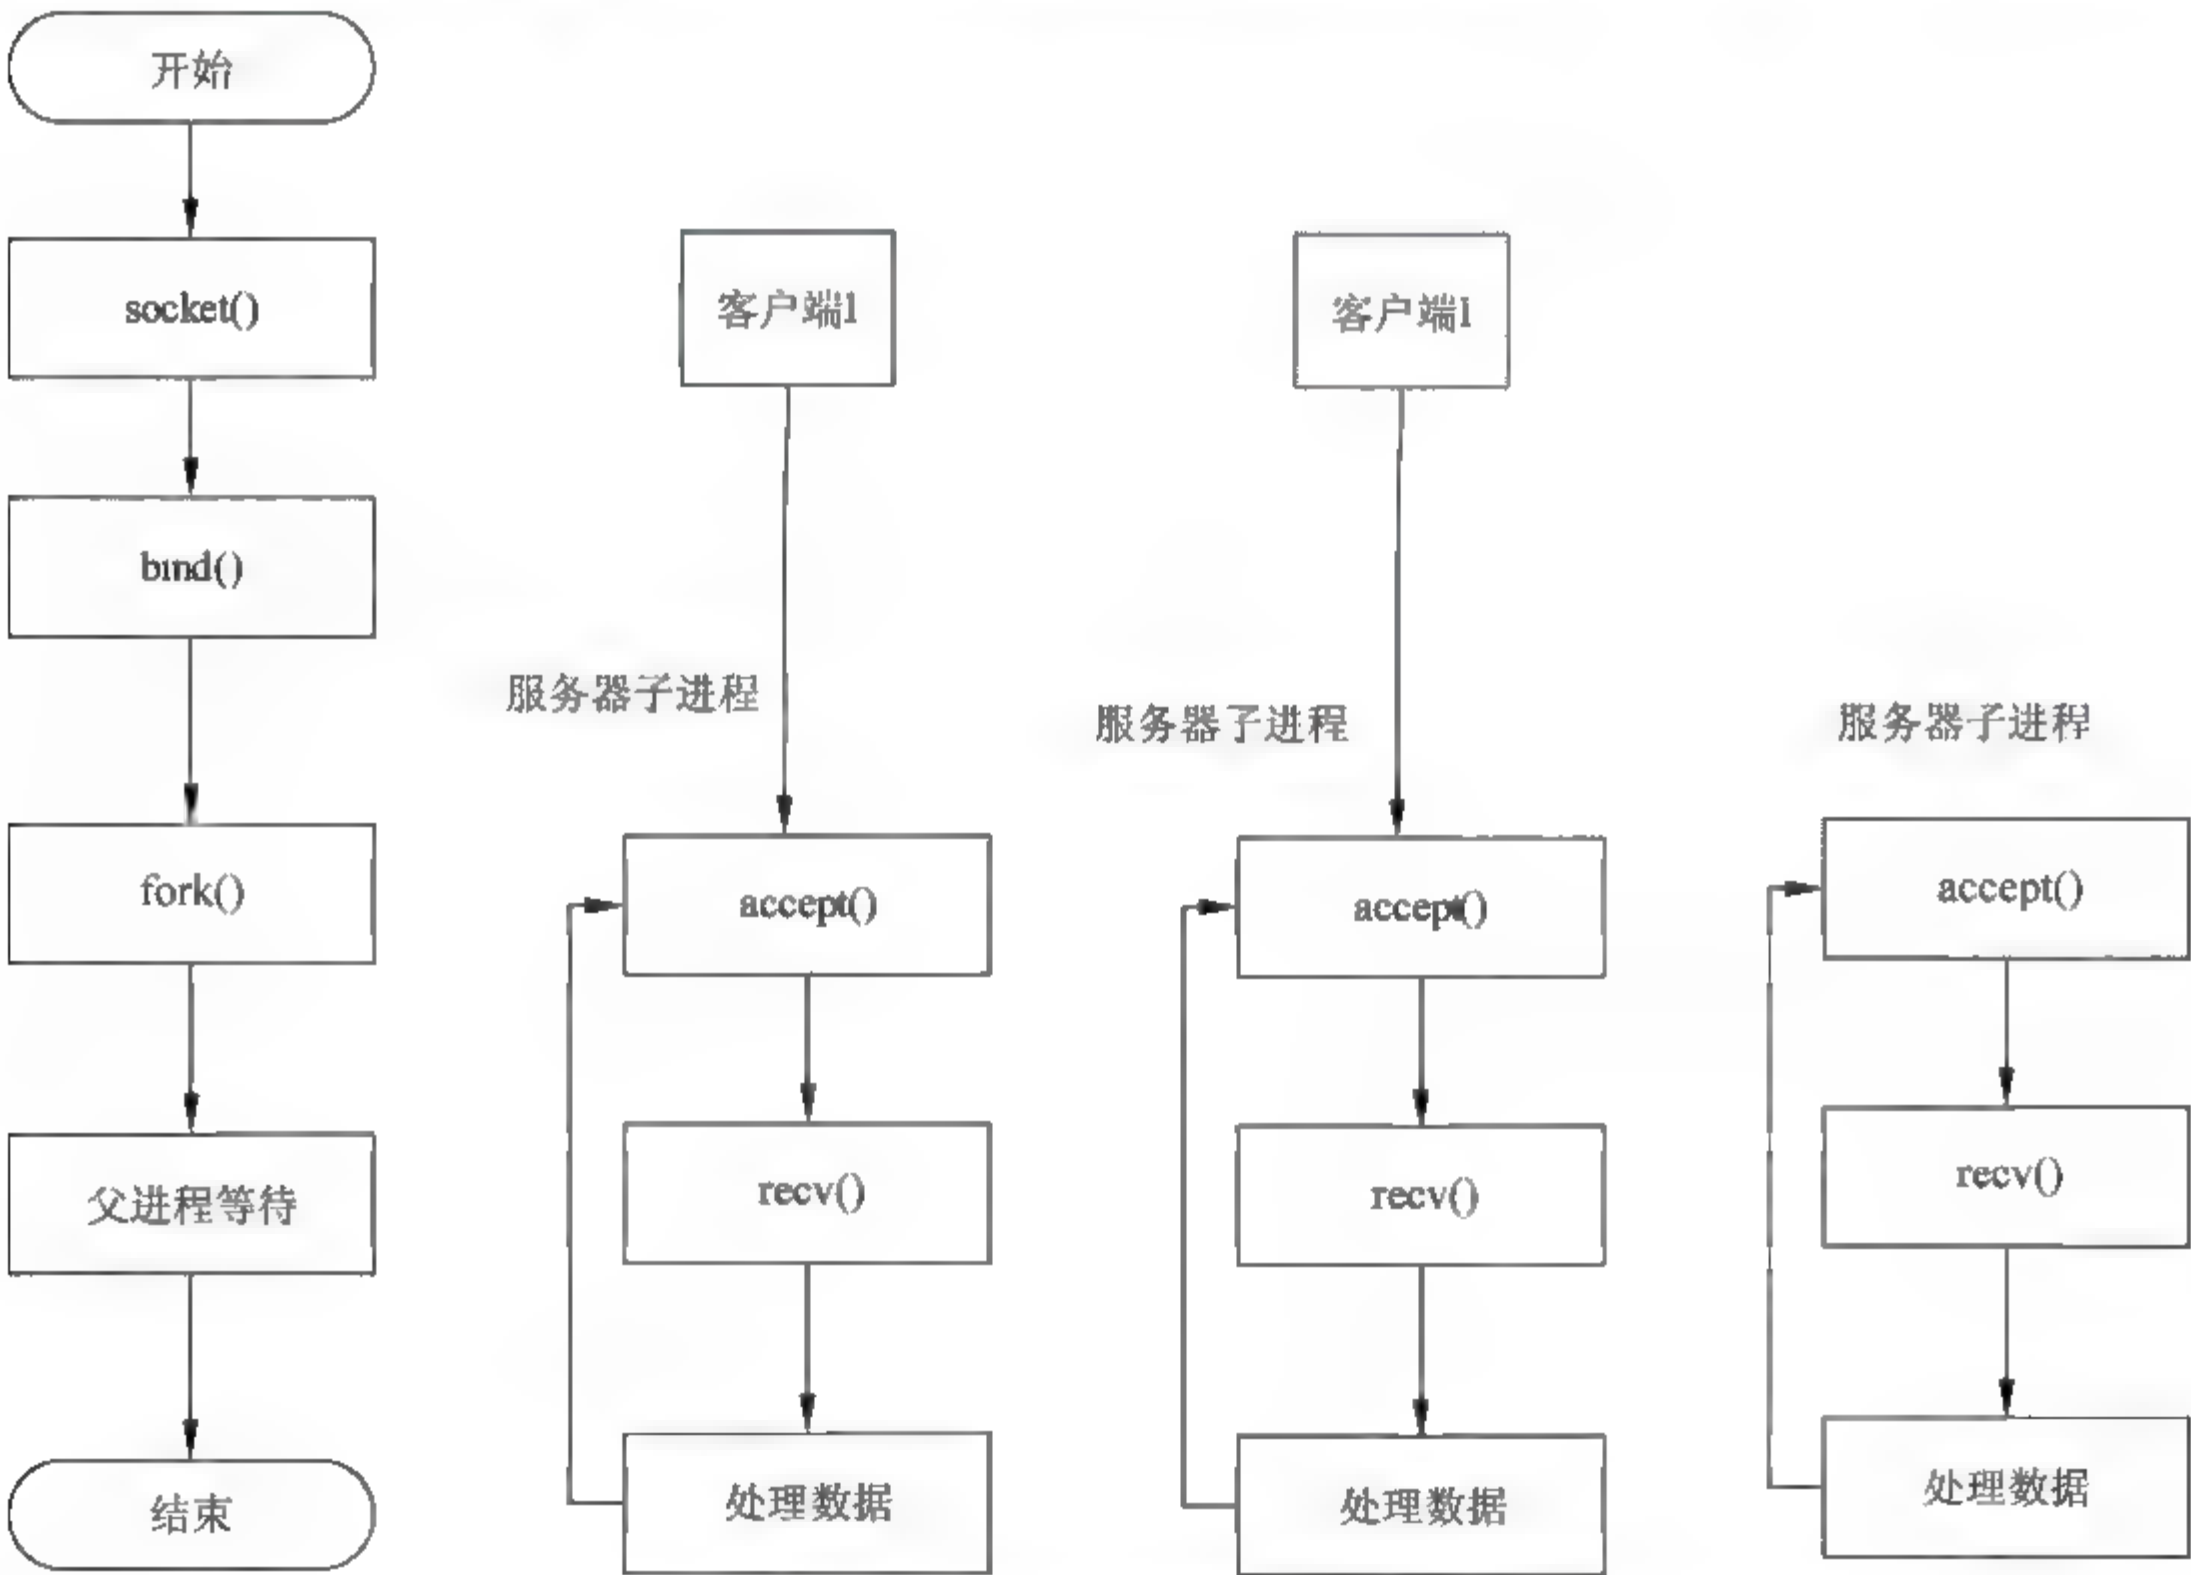 开始
socket()
bind()
fork()
父进程等待
结束
客户端1
服务器子进程
accept()
recv()
处理数据
客户端1
服务器子进程
accept()
recv()
处理数据
服务器子进程
accept()
recv()
处理数据